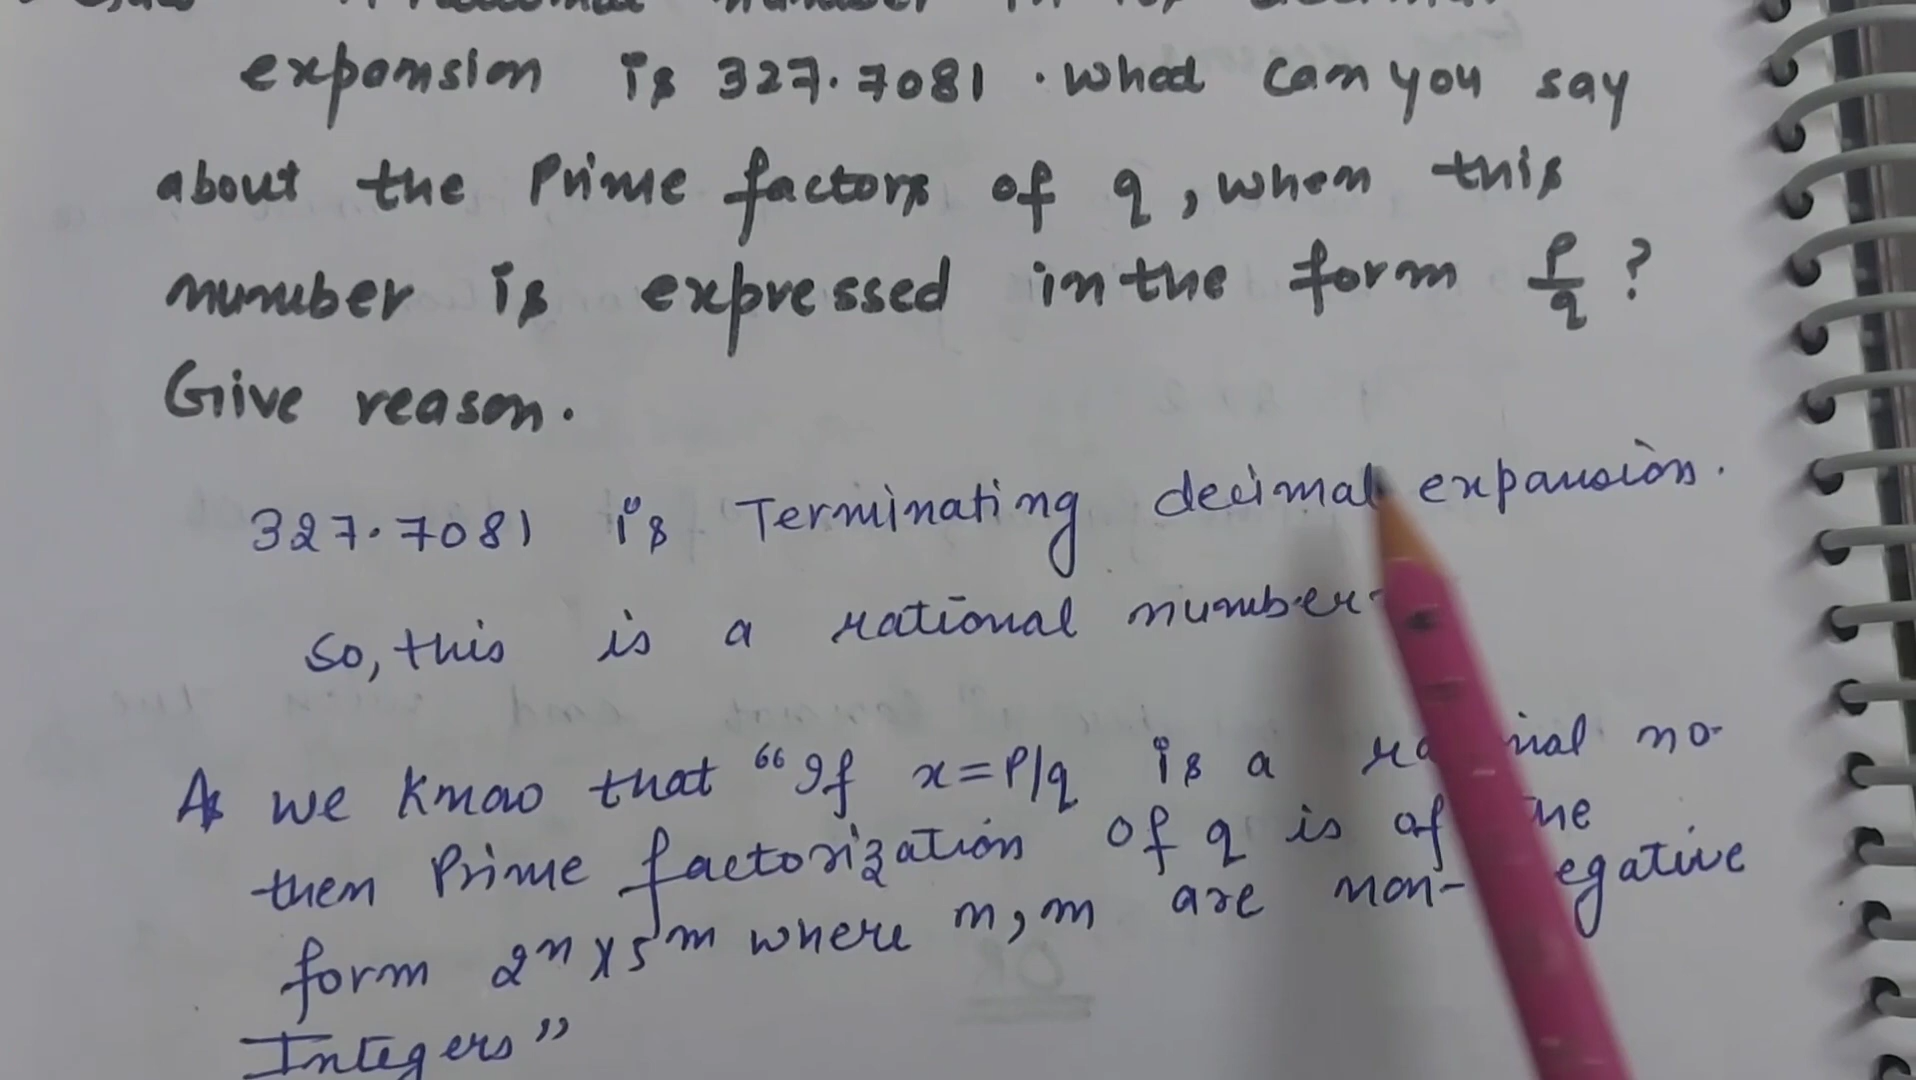 expansion is 327.7081 . what can you say
about the Prime factors of q, when this
number is expressed in the form P/q ?
Give reason.
327.7081 is Terminating decimal expansion.
So, this is a rational number.
As we know that "If x=P/q is a no-
then Prime factorization of q is of
form 2ⁿ x 5ᵐ where n, m are non-
Integers"